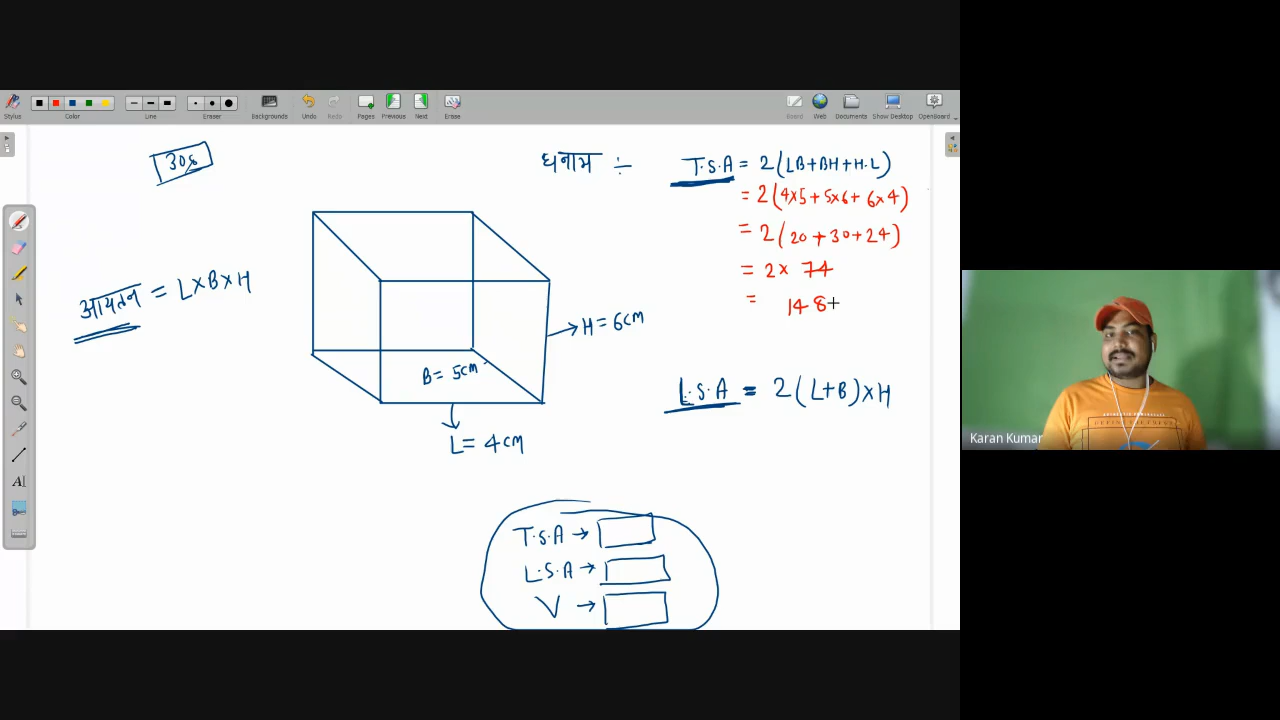 Stylus
Color
Line
Eraser
Backgrounds
Undo
Redo
Pages
Previous
Next
Erase
Board
Web
Documents
Show Desktop
OpenBoard
30s
घनाभ ÷
T.S.A = 2(LB+BH+H.L)
= 2(4×5+5×6+6×4)
= 2(20+30+24)
= 2× 74
= 148
आयतन = L×B×H
H = 6cm
B = 5cm
L = 4cm
L.S.A = 2(L+B)×H
T.S.A →
L.S.A →
V →
Karan Kumar